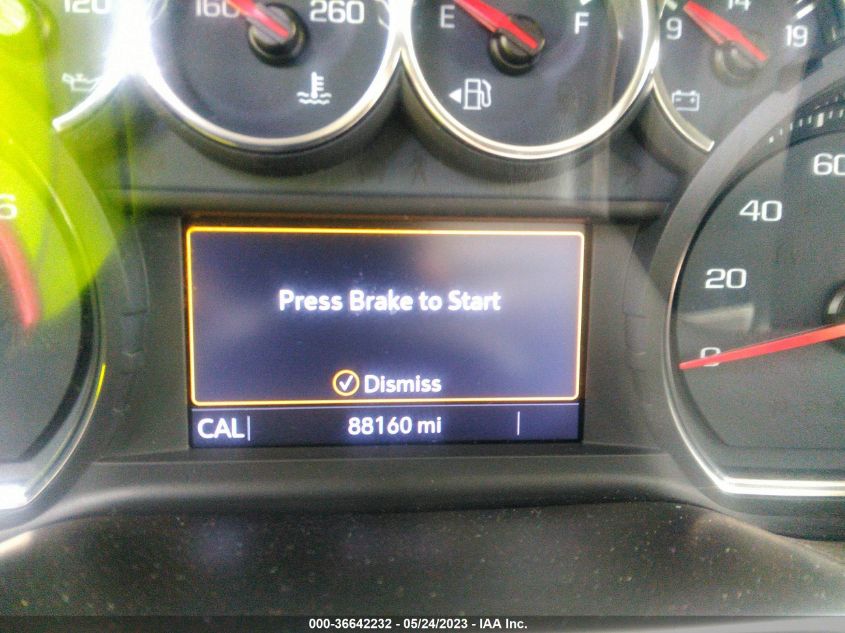 120
160
260
E
F
9
14
19
6
60
40
20
0
Press Brake to Start
Dismiss
CAL
88160 mi
000-36642232 - 05/24/2023 - IAA Inc.